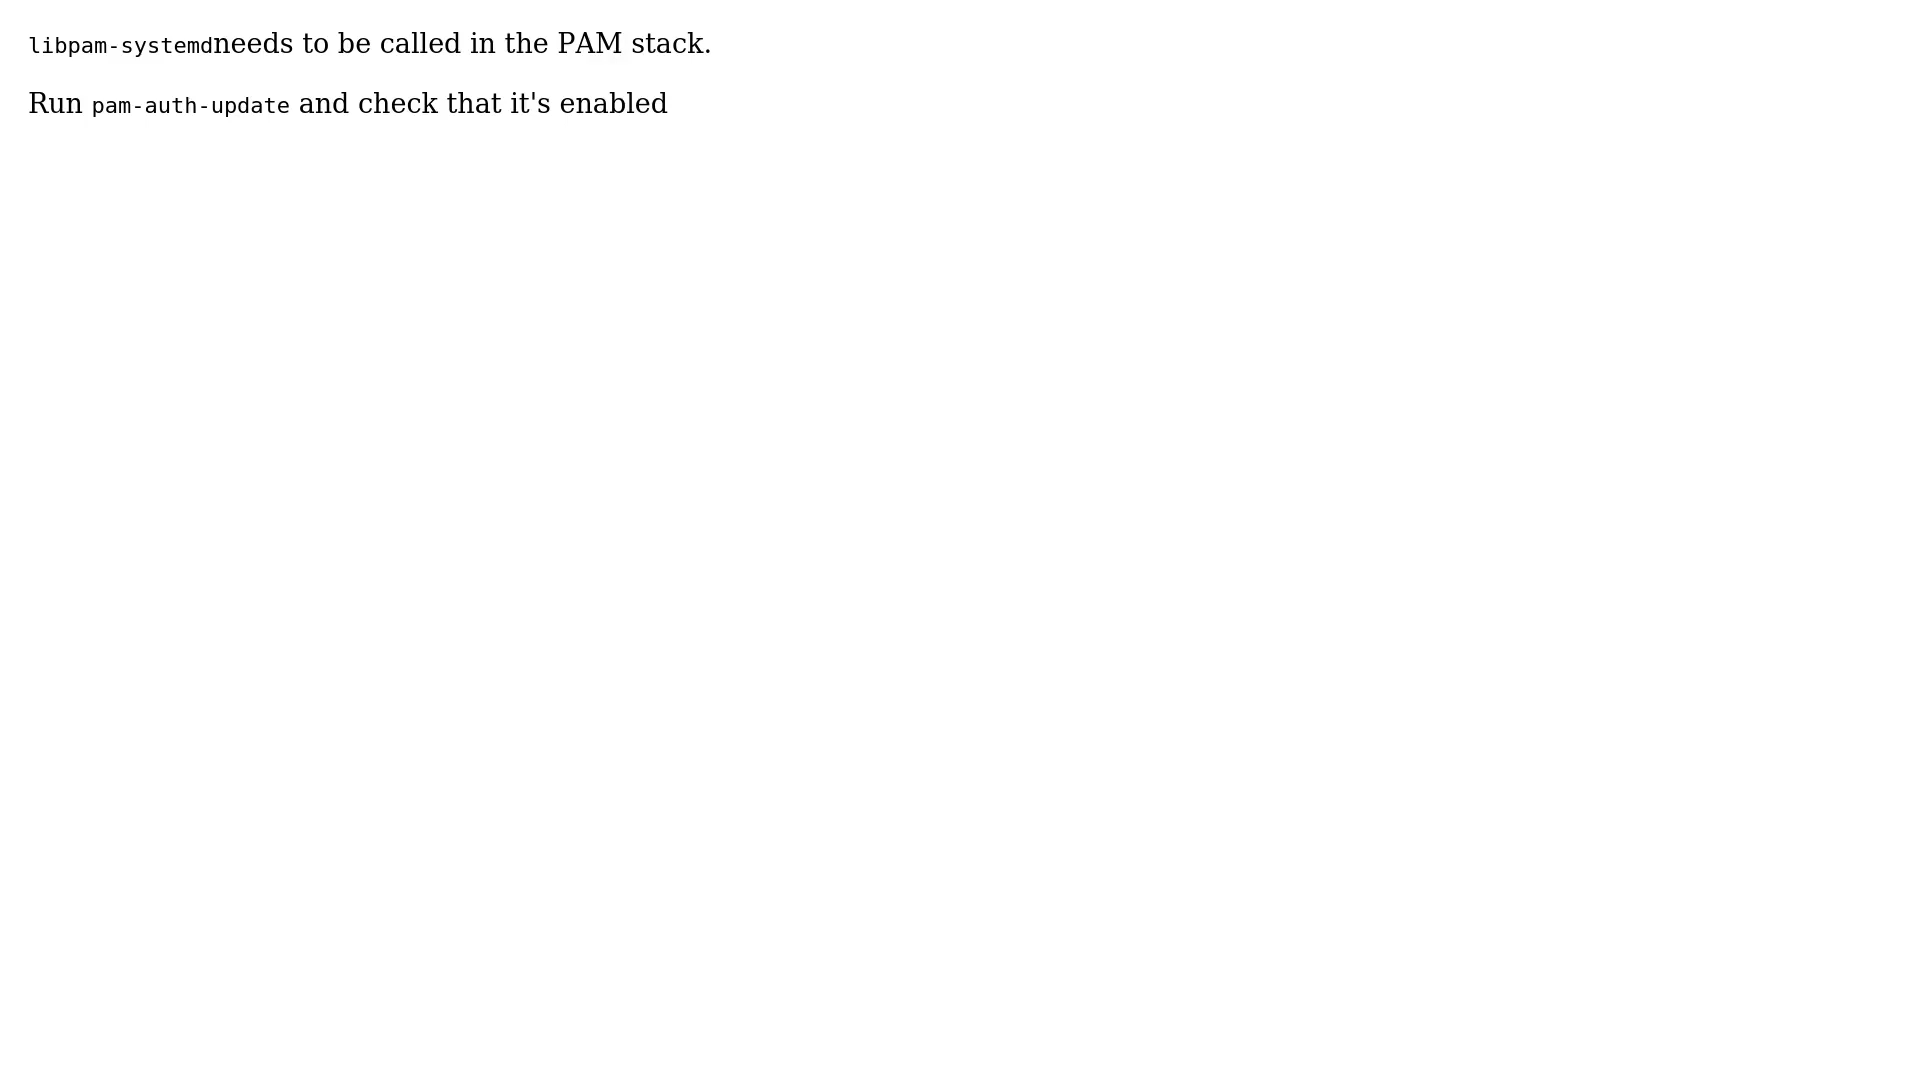 libpam-systemdneeds to be called in the PAM stack.
Run pam-auth-update and check that it's enabled